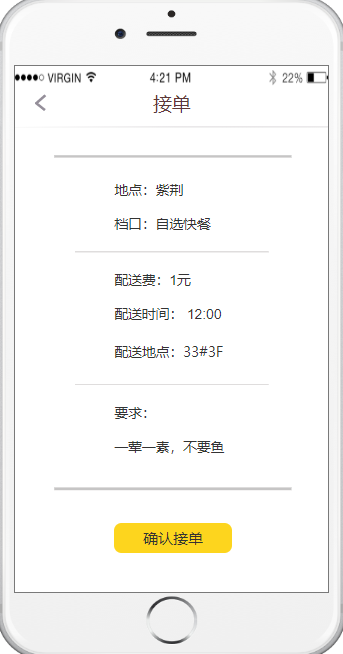 VIRGIN 4:21 PM 22%
接单
地点：紫荆
档口：自选快餐
配送费：1元
配送时间： 12:00
配送地点：33#3F
要求：
一荤一素，不要鱼
确认接单